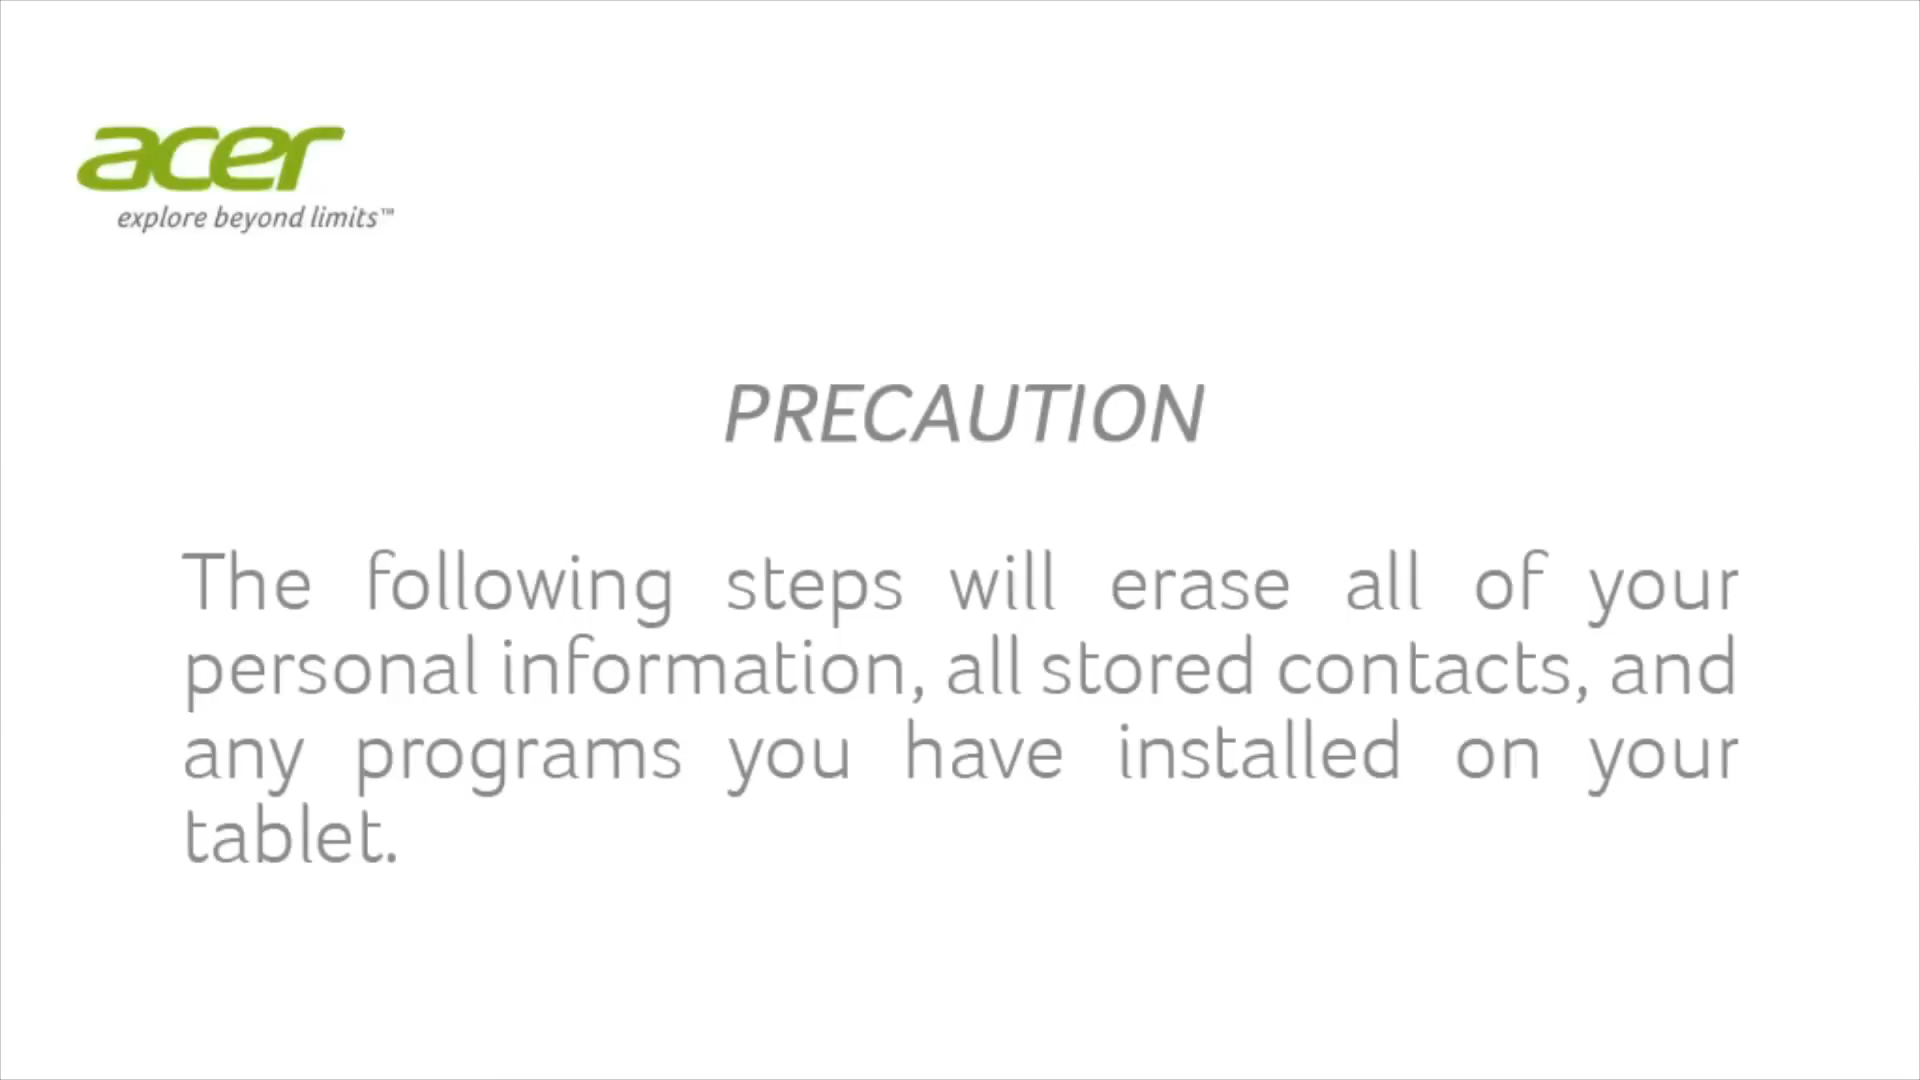 acer
explore beyond limits™
PRECAUTION
The following steps will erase all of your
personal information, all stored contacts, and
any programs you have installed on your
tablet.